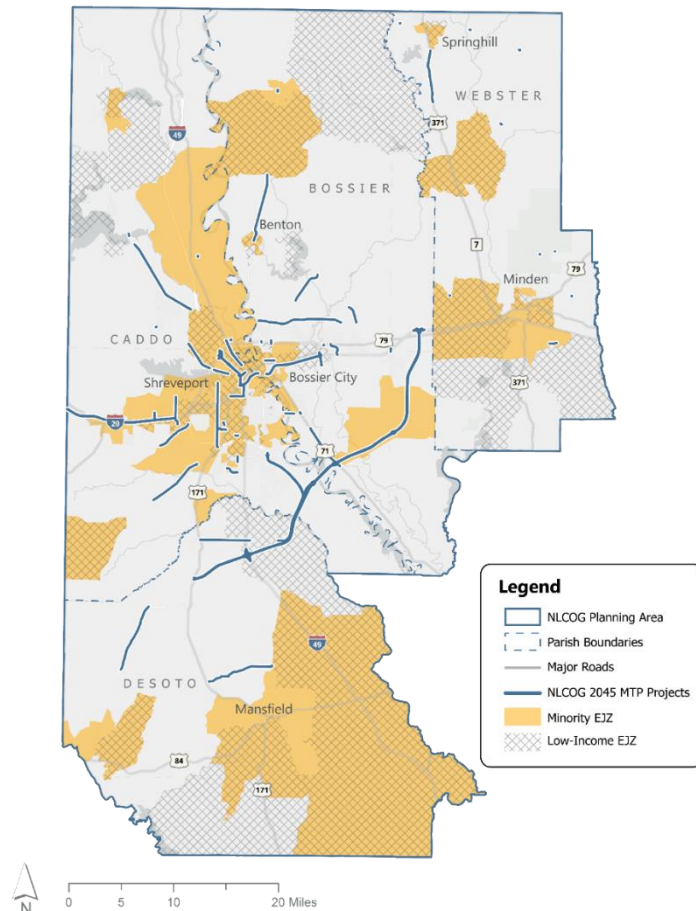 Springhill
WEBSTER
371
49
BOSSIER
Benton
7
Minden
79
CADDO
79
Shreveport
Bossier City
371
20
71
171
49
DESOTO
Mansfield
84
171
Legend
NLCOG Planning Area
Parish Boundaries
Major Roads
NLCOG 2045 MTP Projects
Minority EJZ
Low-Income EJZ
N
0 5 10 20 Miles